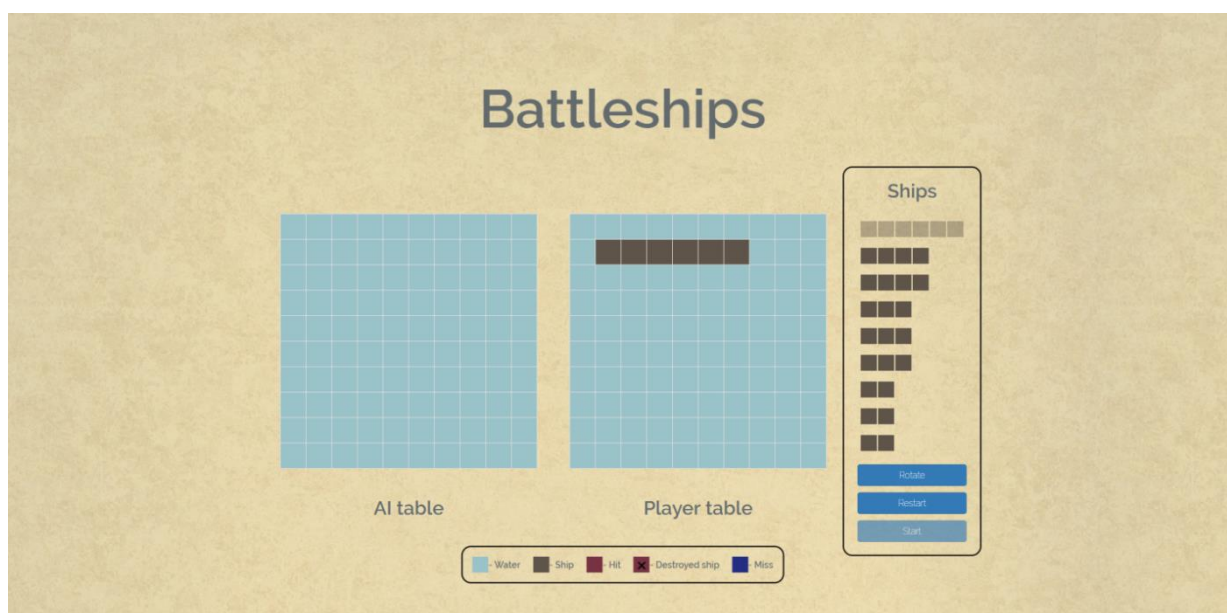 Battleships
Ships
Rotate
Restart
Start
AI table
Player table
- Water - Ship - Hit - Destroyed ship - Miss